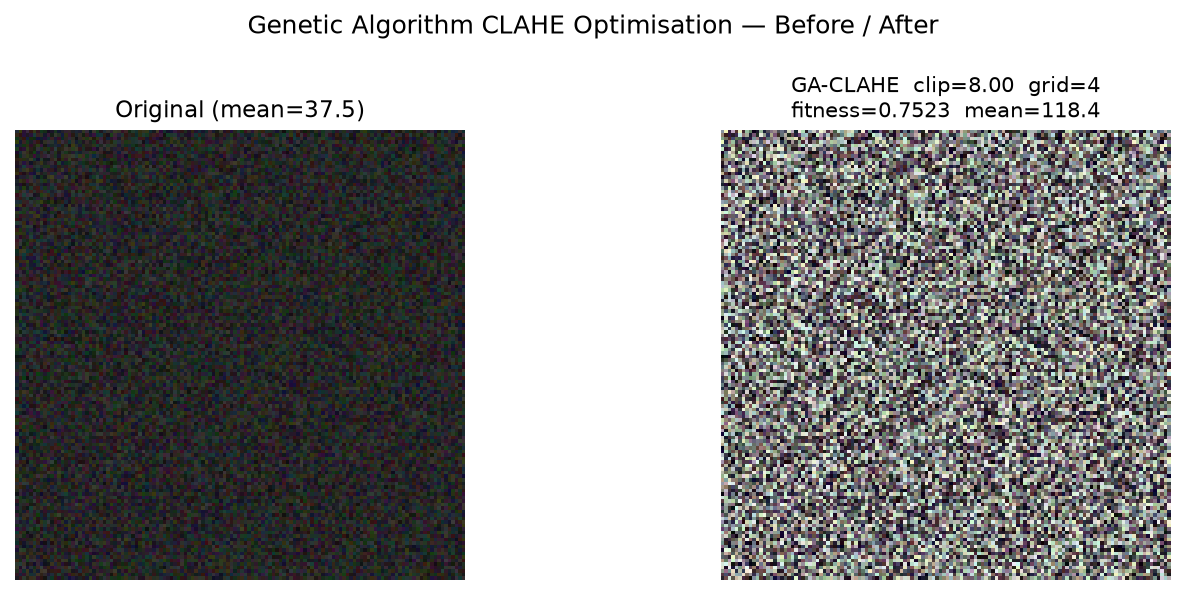 Genetic Algorithm CLAHE Optimisation — Before / After
Original (mean=37.5)
GA-CLAHE  clip=8.00  grid=4
fitness=0.7523  mean=118.4